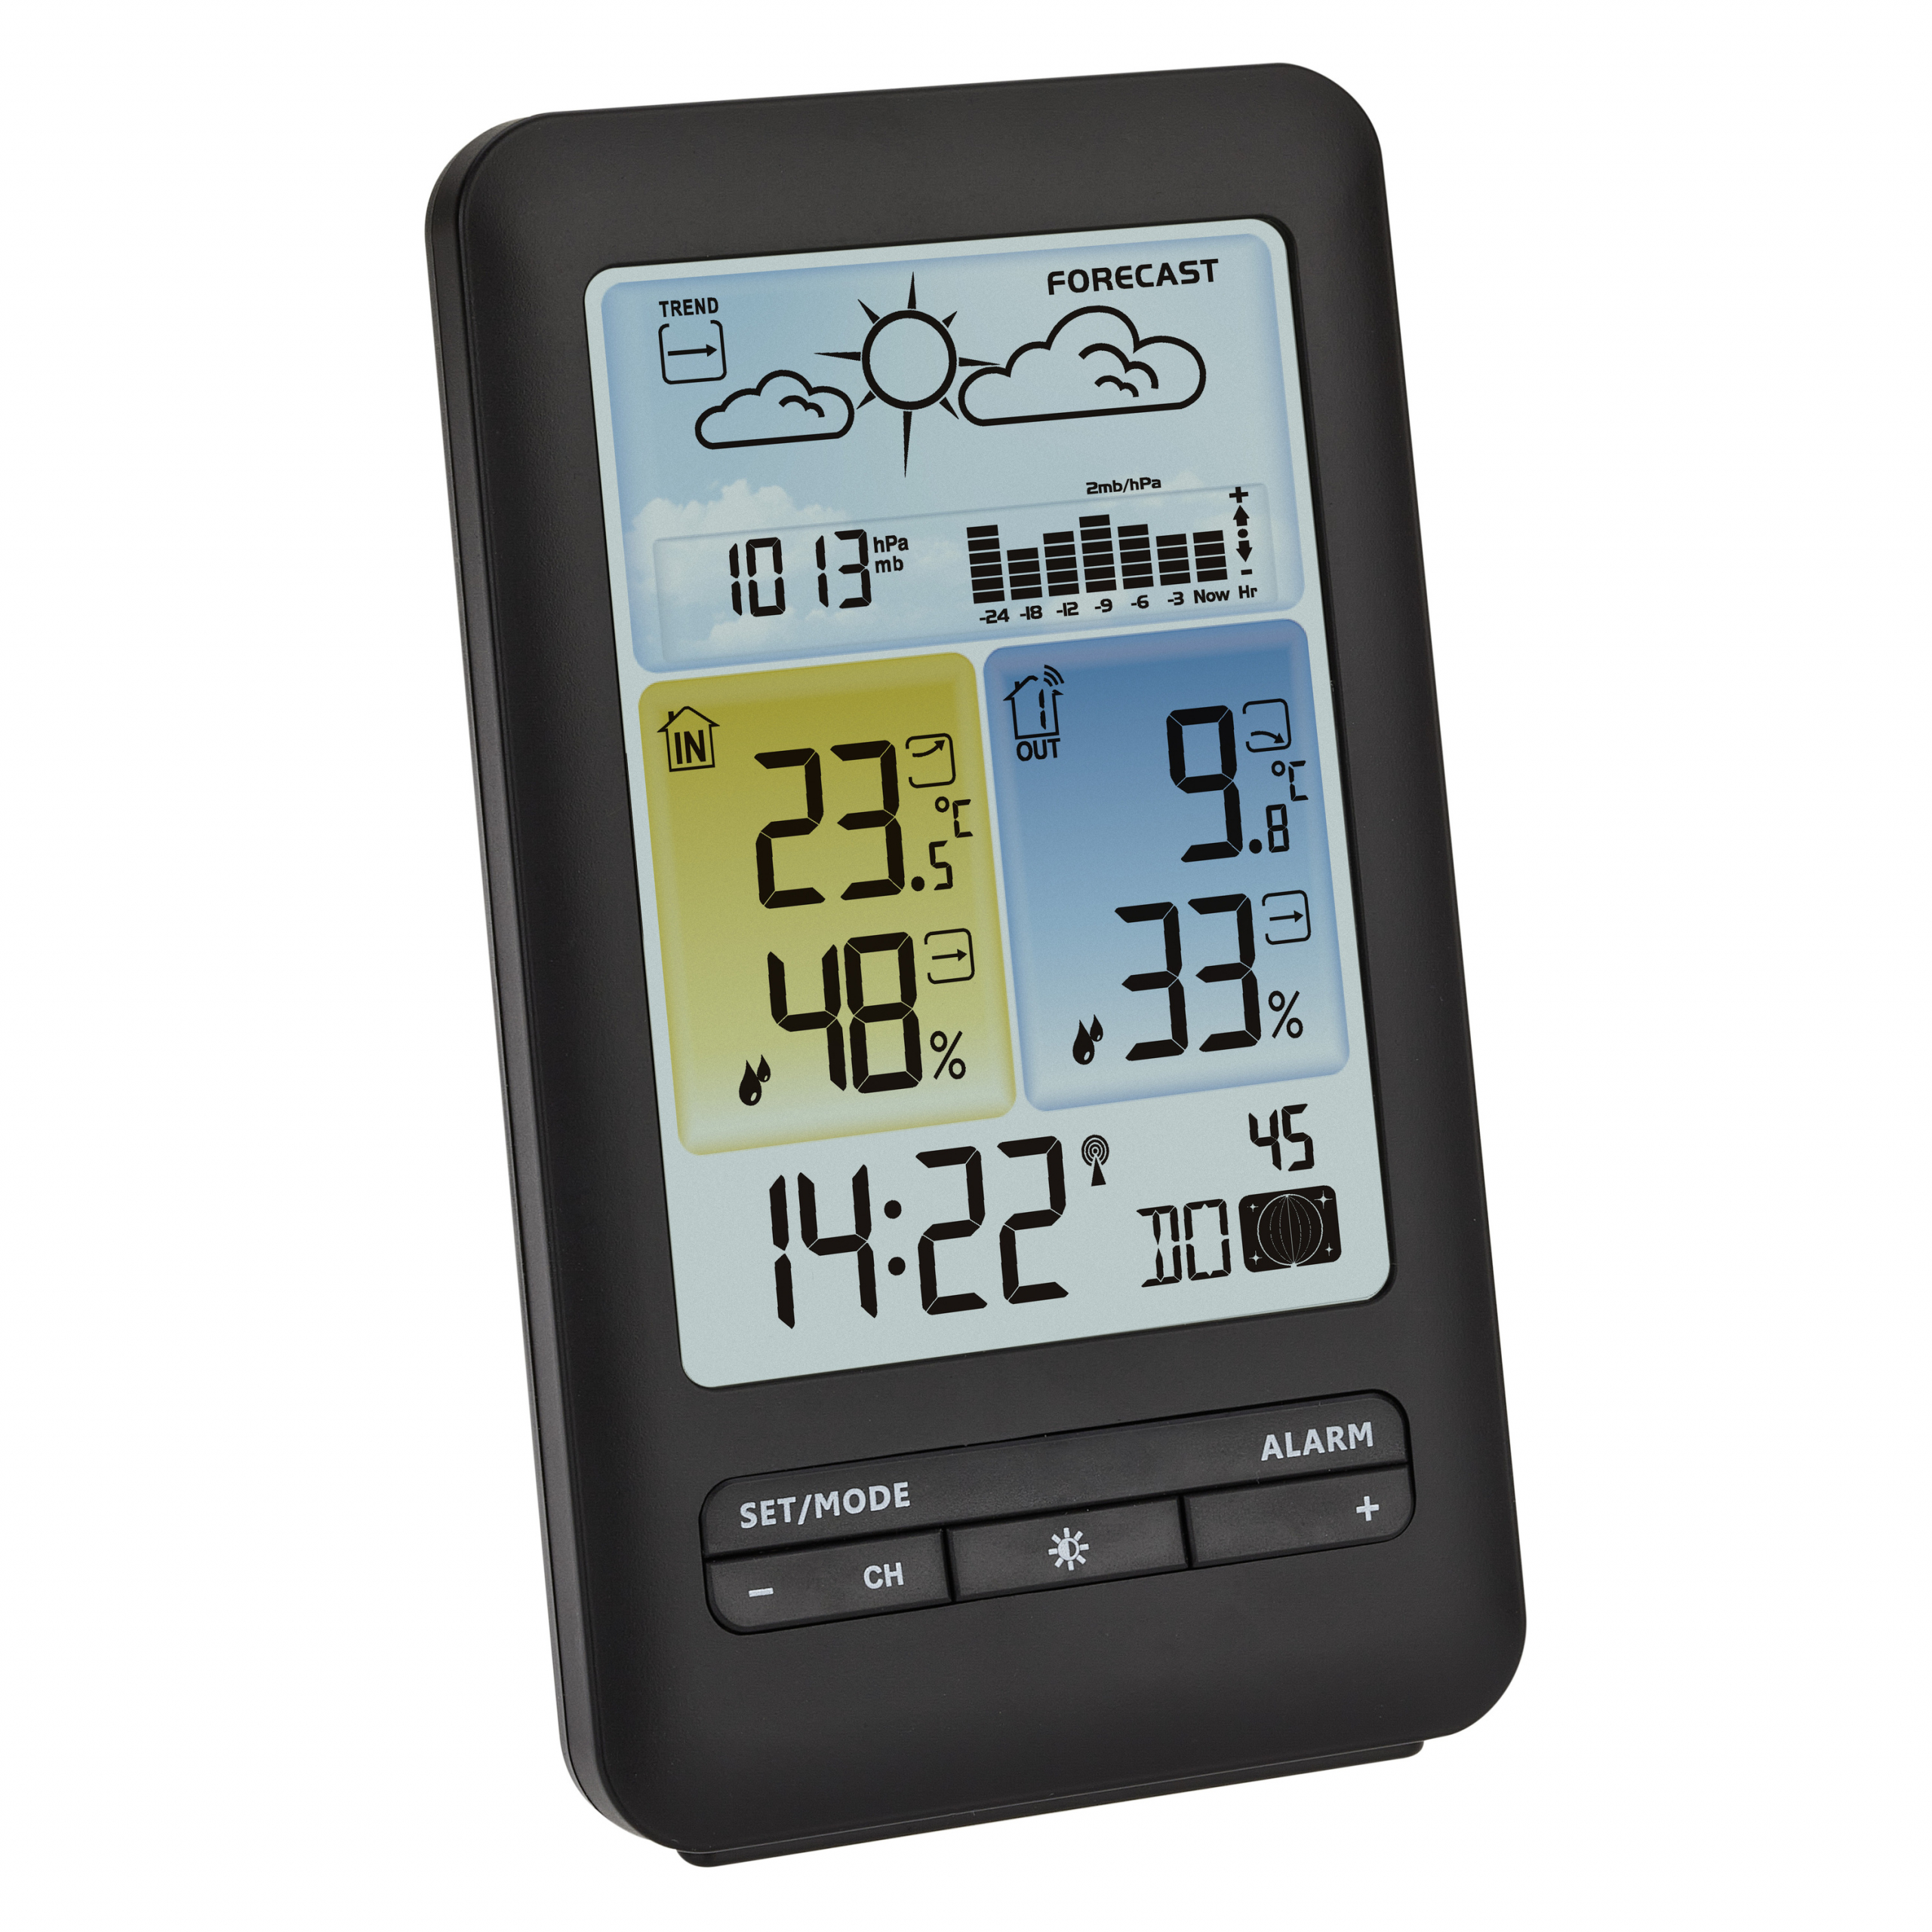 TREND
FORECAST
2mb/hPa
1013 hPa
mb
-24 -18 -12 -9 -6 -3 Now Hr
+
-
IN
23.5 °C
48 %
1
OUT
9.8 °C
33 %
14:22
45
DO
SET/MODE
ALARM
- CH
+